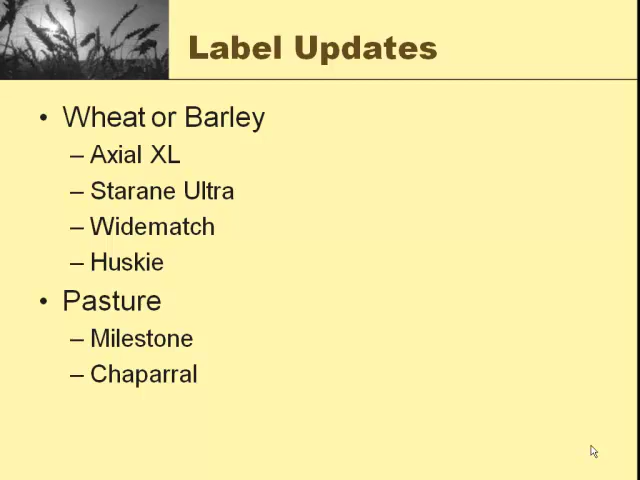 Label Updates
• Wheat or Barley
– Axial XL
– Starane Ultra
– Widematch
– Huskie
• Pasture
– Milestone
– Chaparral